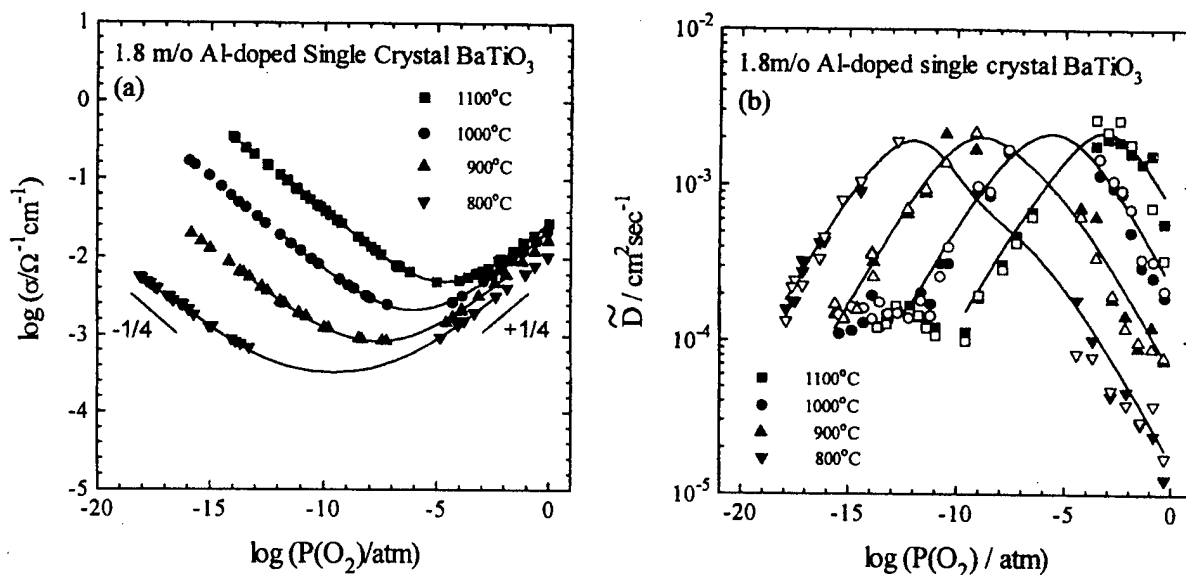 1.8 m/o Al-doped Single Crystal BaTiO3
(a)
1100°C
1000°C
900°C
800°C
-1/4
+1/4
1
0
-1
-2
-3
-4
-5
log (σ/Ω⁻¹cm⁻¹)
-20 -15 -10 -5 0
log (P(O2)/atm)
1.8m/o Al-doped single crystal BaTiO3
(b)
1100°C
1000°C
900°C
800°C
10⁻²
10⁻³
10⁻⁴
10⁻⁵
D̃ / cm²sec⁻¹
-20 -15 -10 -5 0
log (P(O2) / atm)